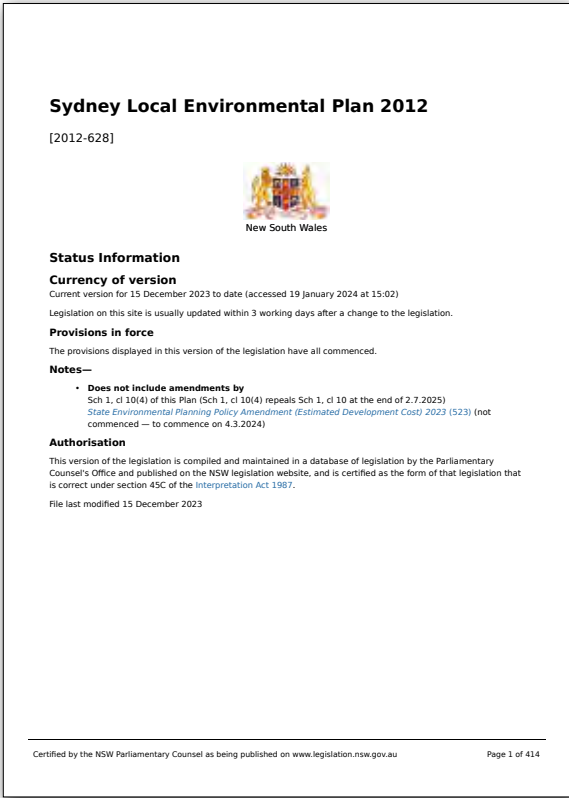 Sydney Local Environmental Plan 2012
[2012-628]
New South Wales
Status Information
Currency of version
Current version for 15 December 2023 to date (accessed 19 January 2024 at 15:02)
Legislation on this site is usually updated within 3 working days after a change to the legislation.
Provisions in force
The provisions displayed in this version of the legislation have all commenced.
Notes—
• Does not include amendments by
Sch 1, cl 10(4) of this Plan (Sch 1, cl 10(4) repeals Sch 1, cl 10 at the end of 2.7.2025)
State Environmental Planning Policy Amendment (Estimated Development Cost) 2023 (523) (not
commenced — to commence on 4.3.2024)
Authorisation
This version of the legislation is compiled and maintained in a database of legislation by the Parliamentary
Counsel's Office and published on the NSW legislation website, and is certified as the form of that legislation that
is correct under section 45C of the Interpretation Act 1987.
File last modified 15 December 2023
Certified by the NSW Parliamentary Counsel as being published on www.legislation.nsw.gov.au Page 1 of 414